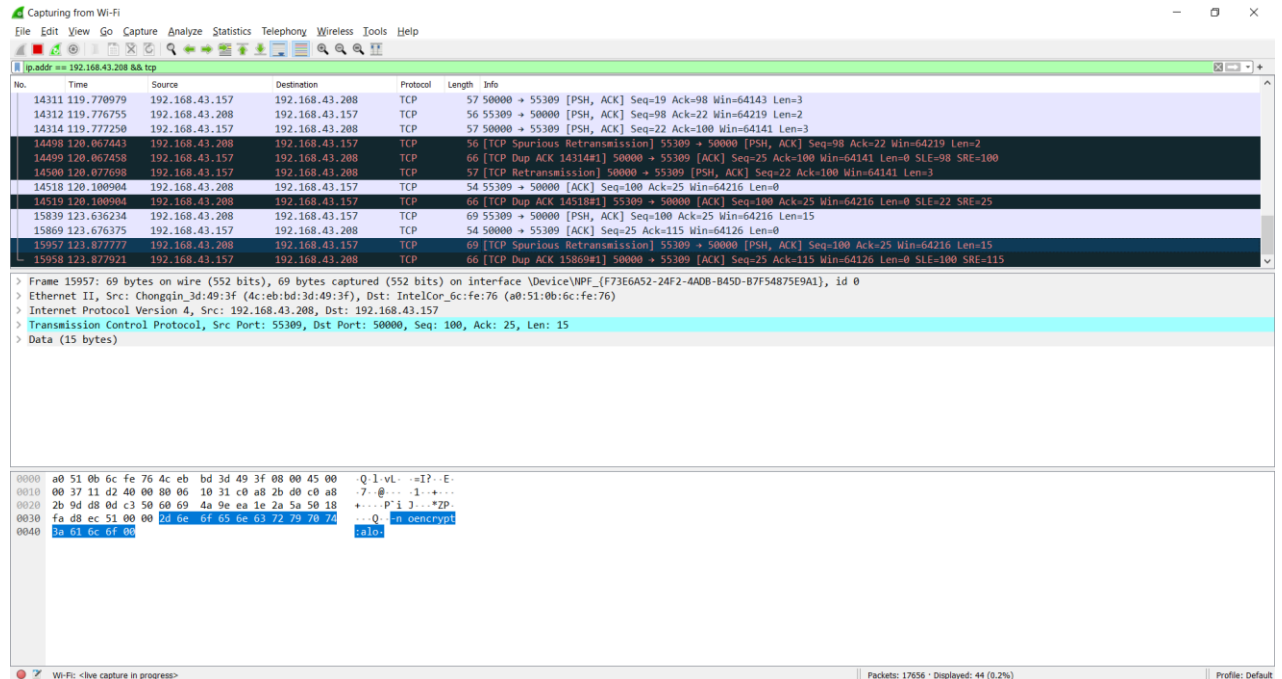 Capturing from Wi-Fi
File Edit View Go Capture Analyze Statistics Telephony Wireless Tools Help
ip.addr == 192.168.43.208 && tcp
No. Time Source Destination Protocol Length Info
14311 119.770979 192.168.43.157 192.168.43.208 TCP 57 50000 → 55309 [PSH, ACK] Seq=19 Ack=98 Win=64143 Len=3
14312 119.776755 192.168.43.208 192.168.43.157 TCP 56 55309 → 50000 [PSH, ACK] Seq=98 Ack=22 Win=64219 Len=2
14314 119.777250 192.168.43.157 192.168.43.208 TCP 57 50000 → 55309 [PSH, ACK] Seq=22 Ack=100 Win=64141 Len=3
14498 120.067443 192.168.43.208 192.168.43.157 TCP 56 [TCP Spurious Retransmission] 55309 → 50000 [PSH, ACK] Seq=98 Ack=22 Win=64219 Len=2
14499 120.067458 192.168.43.157 192.168.43.208 TCP 66 [TCP Dup ACK 14314#1] 50000 → 55309 [ACK] Seq=25 Ack=100 Win=64141 Len=0 SLE=98 SRE=100
14500 120.077698 192.168.43.157 192.168.43.208 TCP 57 [TCP Retransmission] 50000 → 55309 [PSH, ACK] Seq=22 Ack=100 Win=64141 Len=3
14518 120.100904 192.168.43.208 192.168.43.157 TCP 54 55309 → 50000 [ACK] Seq=100 Ack=25 Win=64216 Len=0
14519 120.100904 192.168.43.208 192.168.43.157 TCP 66 [TCP Dup ACK 14518#1] 55309 → 50000 [ACK] Seq=100 Ack=25 Win=64216 Len=0 SLE=22 SRE=25
15839 123.636234 192.168.43.208 192.168.43.157 TCP 69 55309 → 50000 [PSH, ACK] Seq=100 Ack=25 Win=64216 Len=15
15869 123.676375 192.168.43.157 192.168.43.208 TCP 54 50000 → 55309 [ACK] Seq=25 Ack=115 Win=64126 Len=0
15957 123.877777 192.168.43.208 192.168.43.157 TCP 69 [TCP Spurious Retransmission] 55309 → 50000 [PSH, ACK] Seq=100 Ack=25 Win=64216 Len=15
15958 123.877921 192.168.43.157 192.168.43.208 TCP 66 [TCP Dup ACK 15869#1] 50000 → 55309 [ACK] Seq=25 Ack=115 Win=64126 Len=0 SLE=100 SRE=115
> Frame 15957: 69 bytes on wire (552 bits), 69 bytes captured (552 bits) on interface \Device\NPF_{F73E6A52-24F2-4ADB-B45D-B7F54875E9A1}, id 0
> Ethernet II, Src: Chongqin_3d:49:3f (4c:eb:bd:3d:49:3f), Dst: IntelCor_6c:fe:76 (a0:51:0b:6c:fe:76)
> Internet Protocol Version 4, Src: 192.168.43.208, Dst: 192.168.43.157
> Transmission Control Protocol, Src Port: 55309, Dst Port: 50000, Seq: 100, Ack: 25, Len: 15
> Data (15 bytes)
0000 a0 51 0b 6c fe 76 4c eb bd 3d 49 3f 08 00 45 00 ·Q·l·vL· ·=I?··E·
0010 00 37 11 d2 40 00 80 06 10 31 c0 a8 2b d0 c0 a8 ·7··@··· ·1··+···
0020 2b 9d d8 0d c3 50 60 69 4a 9e ea 1e 2a 5a 50 18 +····P`i J···*ZP·
0030 fa d8 ec 51 00 00 2d 6e 6f 65 6e 63 72 79 70 74 ···Q··-n oencrypt
0040 3a 61 6c 6f 00 :alo·
Wi-Fi: <live capture in progress> Packets: 17656 · Displayed: 44 (0.2%) Profile: Default